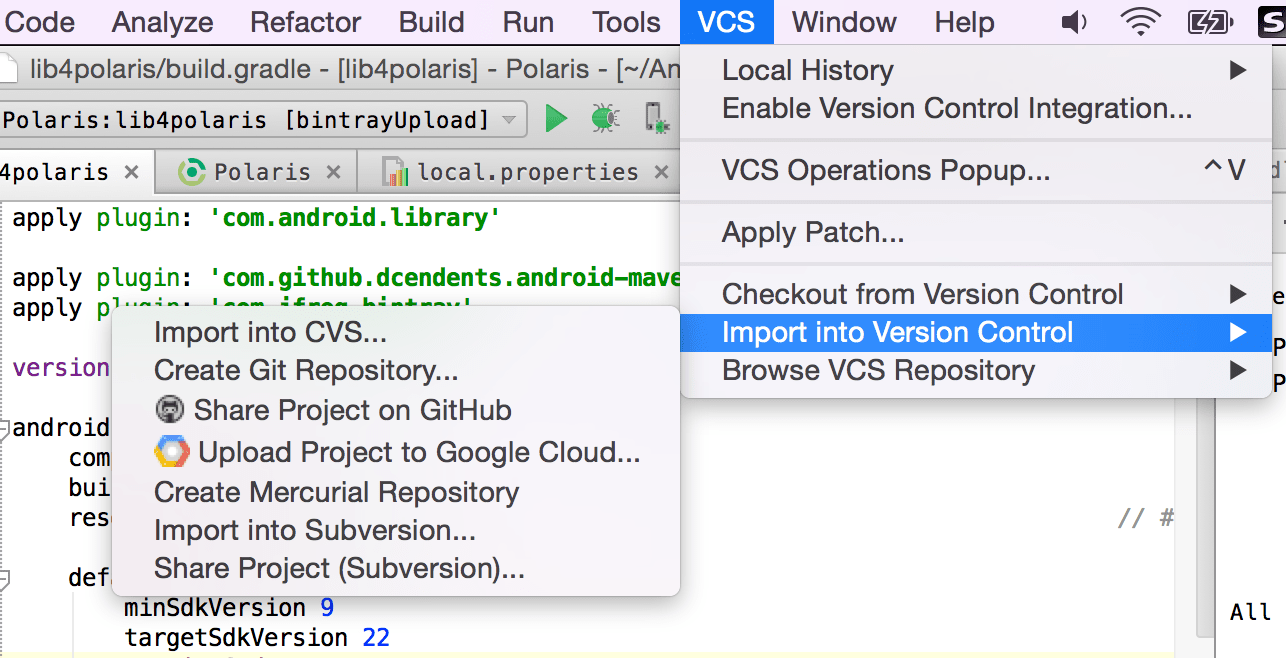 Code Analyze Refactor Build Run Tools VCS Window Help
lib4polaris/build.gradle - [lib4polaris] - Polaris - [~/An
Polaris:lib4polaris [bintrayUpload]
4polaris Polaris local.properties
apply plugin: 'com.android.library'
apply plugin: 'com.github.dcendents.android-mave
apply plugin: 'com.jfrog.bintray'
version
android
com
bui
res
// #
def
minSdkVersion 9
targetSdkVersion 22
Local History
Enable Version Control Integration...
VCS Operations Popup... ^V
Apply Patch...
Checkout from Version Control
Import into Version Control
Browse VCS Repository
Import into CVS...
Create Git Repository...
Share Project on GitHub
Upload Project to Google Cloud...
Create Mercurial Repository
Import into Subversion...
Share Project (Subversion)...
All